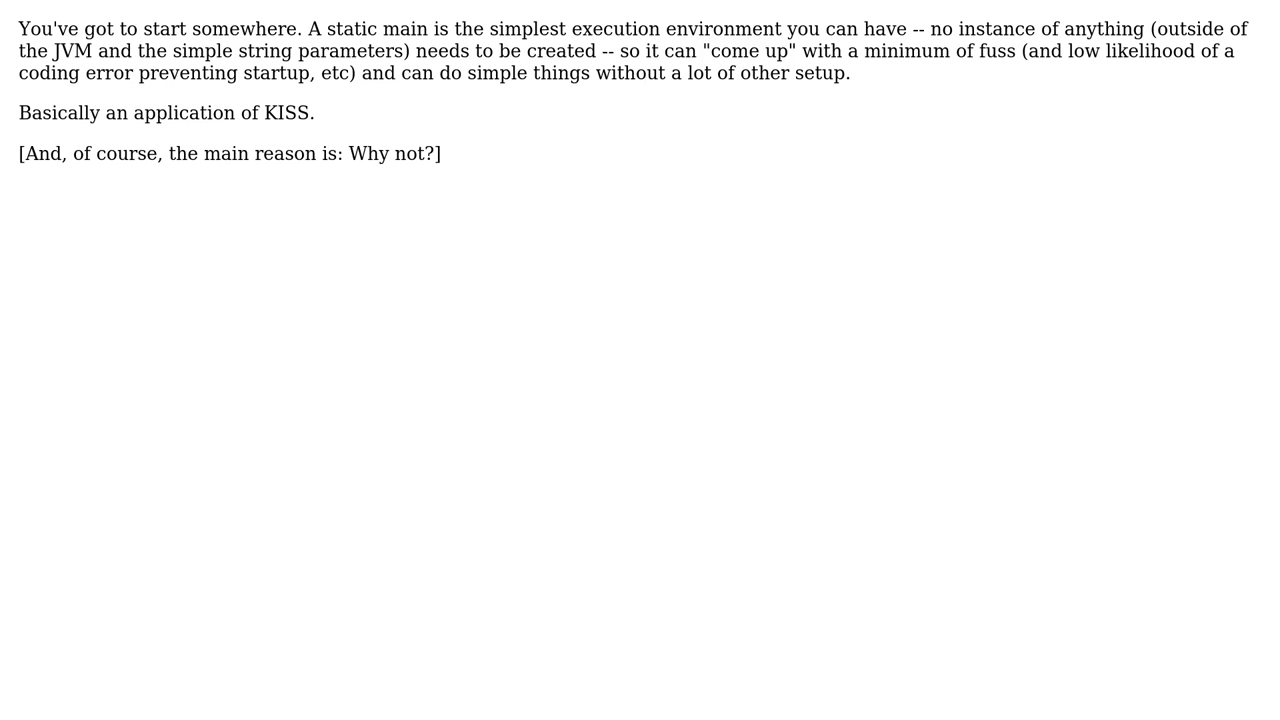 You've got to start somewhere. A static main is the simplest execution environment you can have -- no instance of anything (outside of
the JVM and the simple string parameters) needs to be created -- so it can "come up" with a minimum of fuss (and low likelihood of a
coding error preventing startup, etc) and can do simple things without a lot of other setup.
Basically an application of KISS.
[And, of course, the main reason is: Why not?]